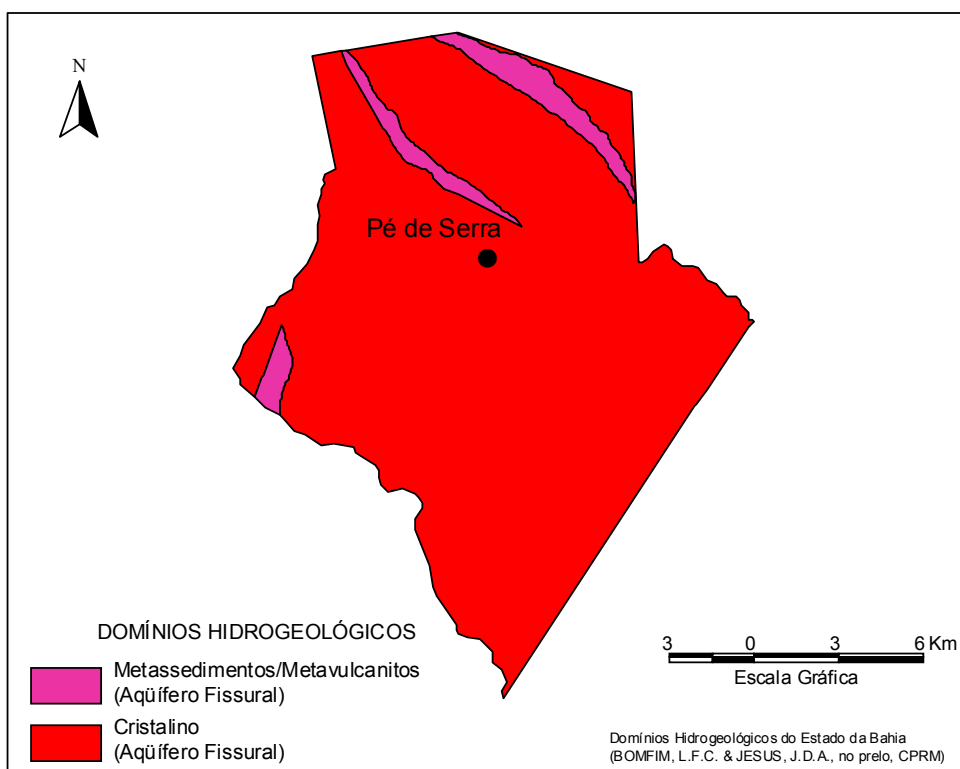 N
Pé de Serra
DOMÍNIOS HIDROGEOLÓGICOS
Metassedimentos/Metavulcanitos
(Aqüífero Fissural)
Cristalino
(Aqüífero Fissural)
3 0 3 6 Km
Escala Gráfica
Domínios Hidrogeológicos do Estado da Bahia
(BOMFIM, L.F.C. & JESUS, J.D.A., no prelo, CPRM)